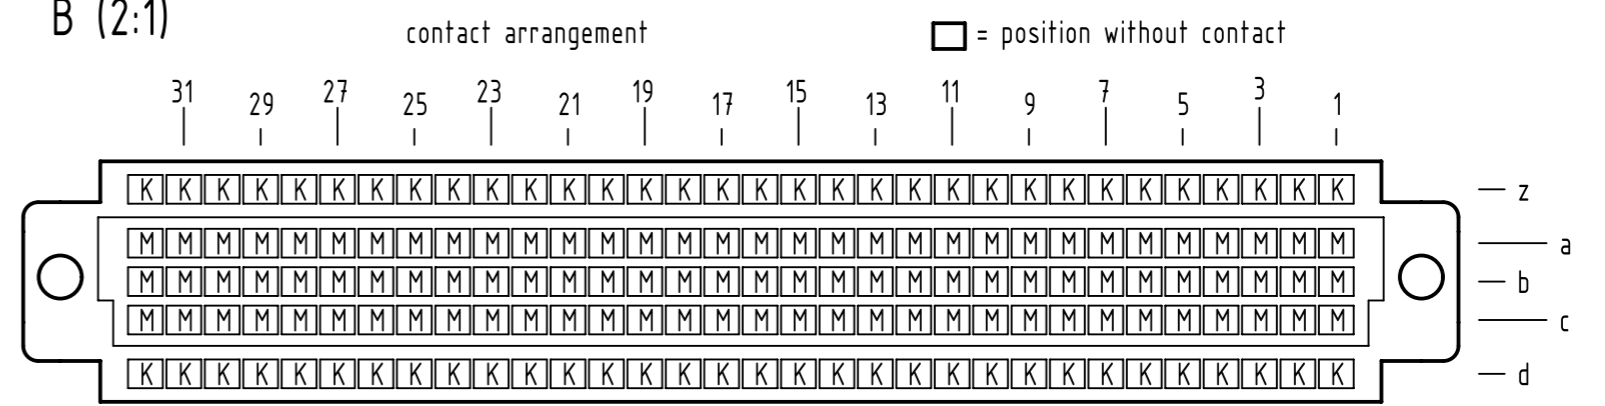 B (2:1)
contact arrangement
= position without contact
31 29 27 25 23 21 19 17 15 13 11 9 7 5 3 1
K K K K K K K K K K K K K K K K K K K K K K K K K K K K K K K K z
M M M M M M M M M M M M M M M M M M M M M M M M M M M M M M M M a
M M M M M M M M M M M M M M M M M M M M M M M M M M M M M M M M b
M M M M M M M M M M M M M M M M M M M M M M M M M M M M M M M M c
K K K K K K K K K K K K K K K K K K K K K K K K K K K K K K K K d